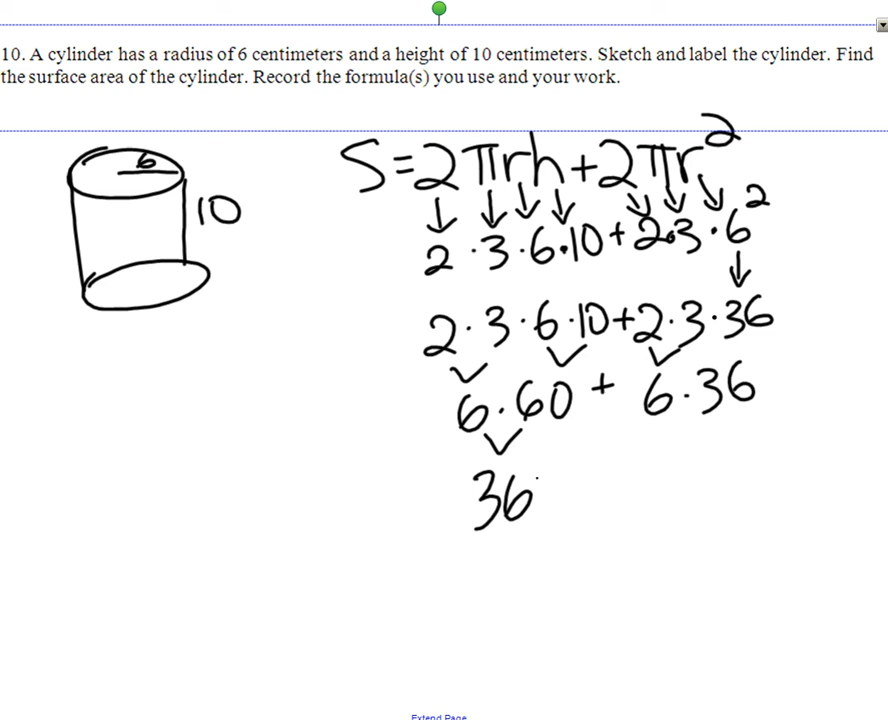 10. A cylinder has a radius of 6 centimeters and a height of 10 centimeters. Sketch and label the cylinder. Find
the surface area of the cylinder. Record the formula(s) you use and your work.
6
10
S=2πrh+2πr²
2·3·6·10+2·3·6²
2·3·6·10+2·3·36
6·60+6·36
36
Extend Page